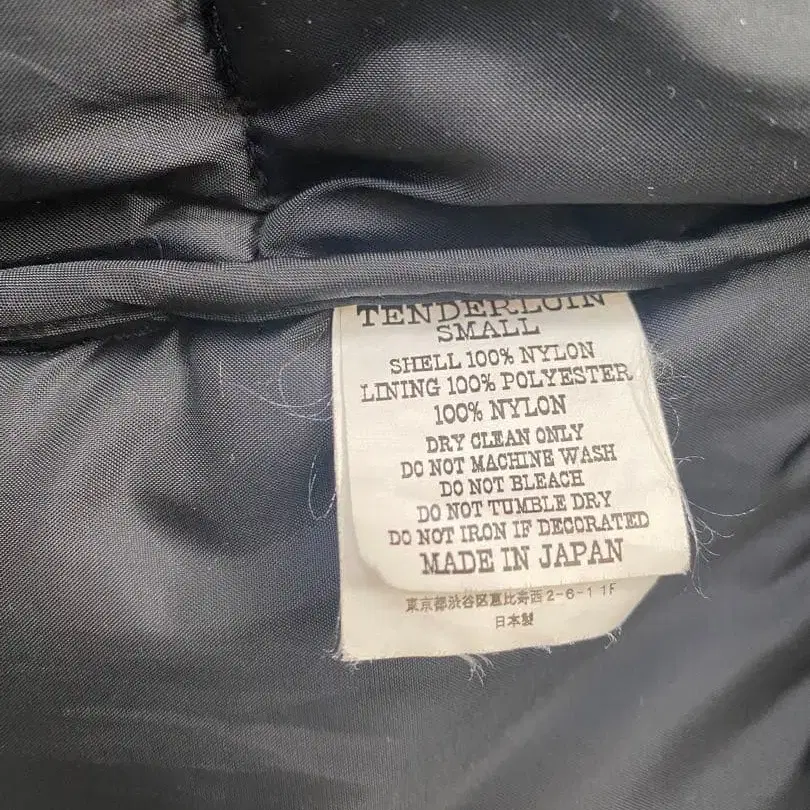 TENDERLOIN
SMALL
SHELL 100% NYLON
LINING 100% POLYESTER
100% NYLON
DRY CLEAN ONLY
DO NOT MACHINE WASH
DO NOT BLEACH
DO NOT TUMBLE DRY
DO NOT IRON IF DECORATED
MADE IN JAPAN
東京都渋谷区恵比寿西2-6-1 1F
日本製